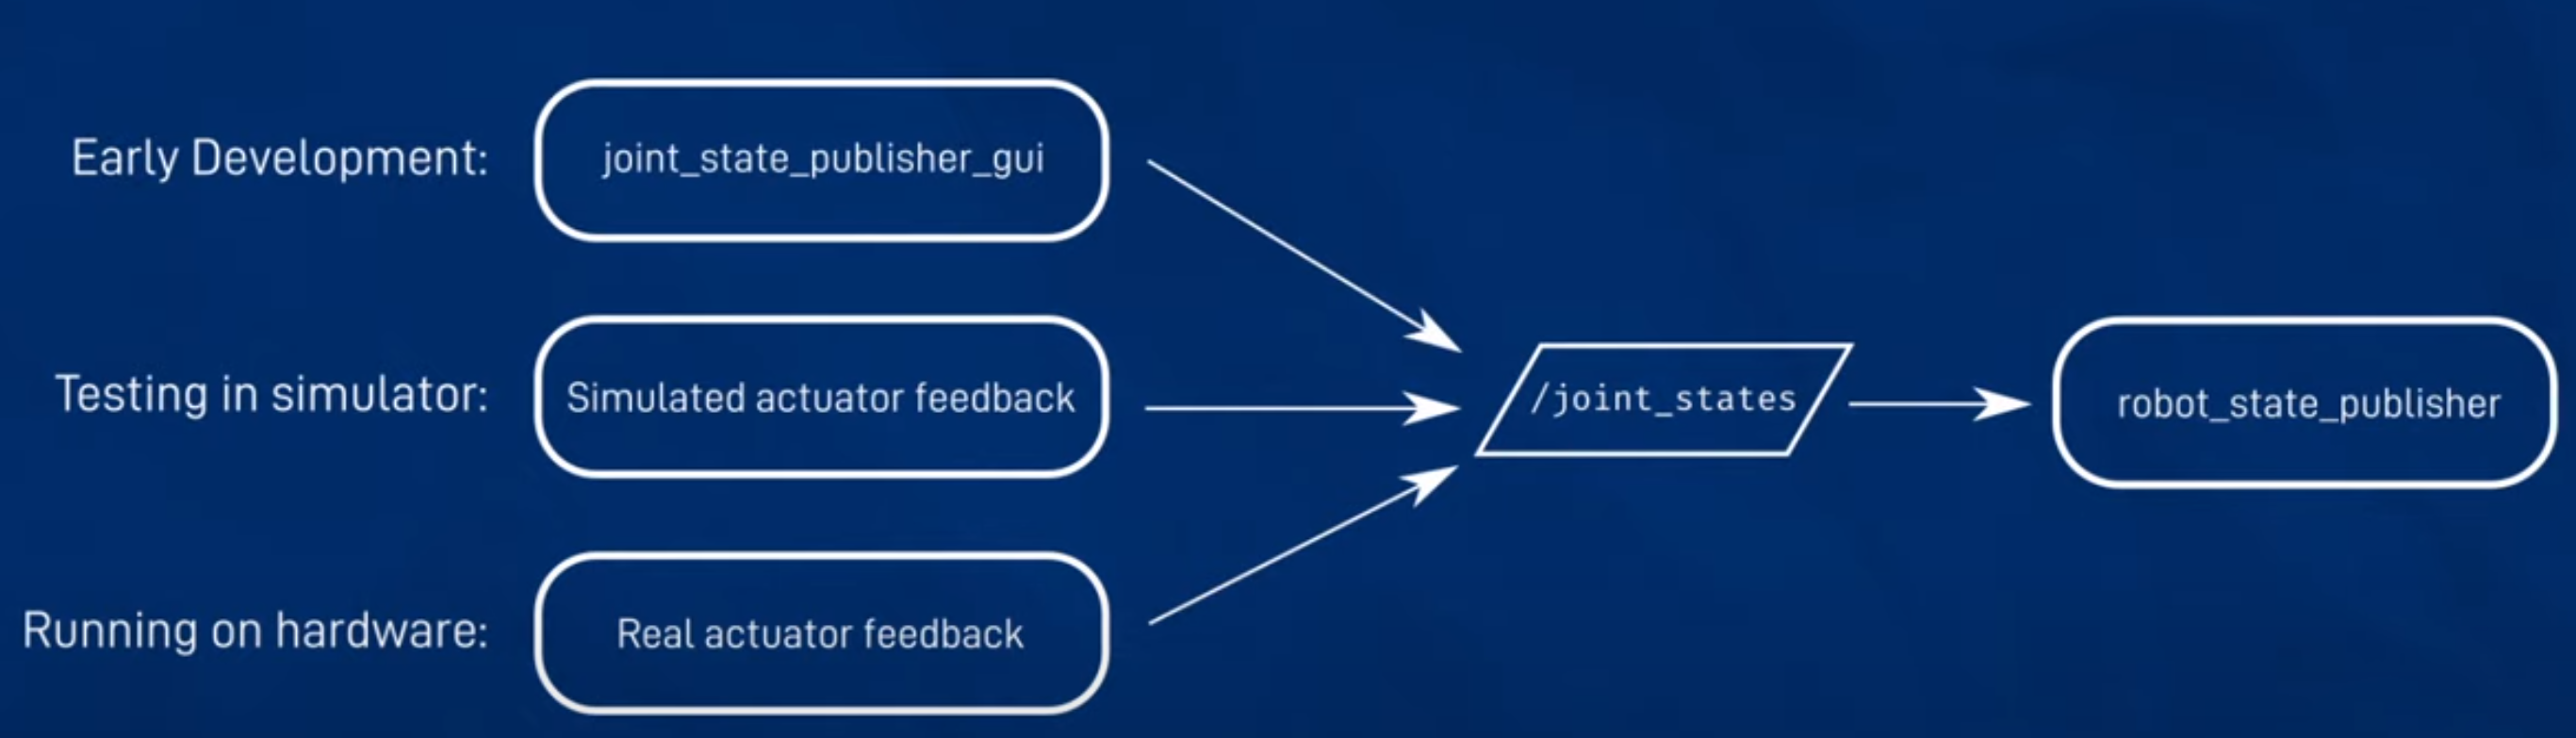 Early Development:
joint_state_publisher_gui
Testing in simulator:
Simulated actuator feedback
/joint_states
robot_state_publisher
Running on hardware:
Real actuator feedback